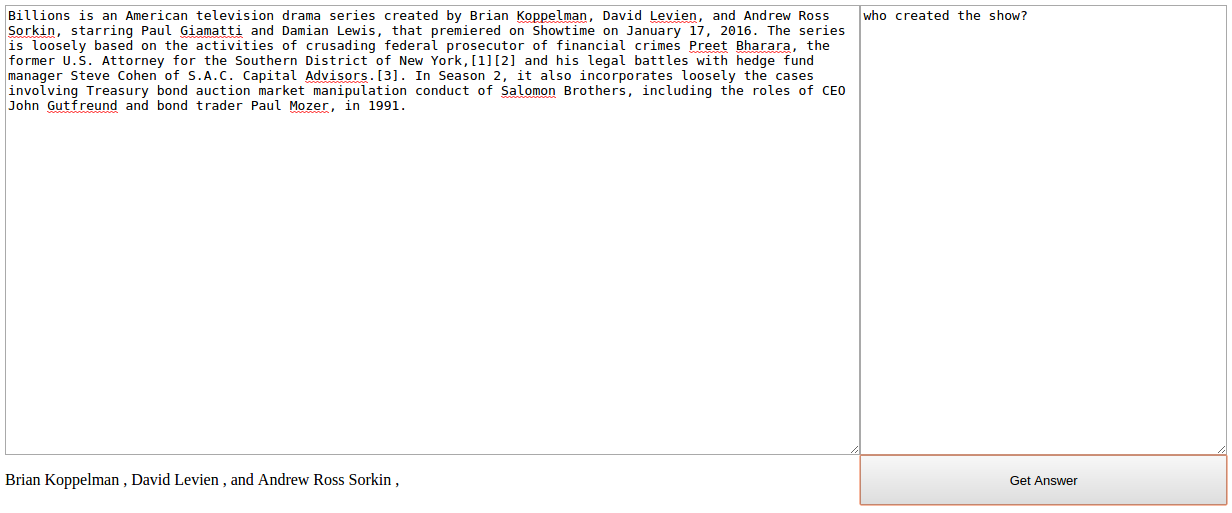 Billions is an American television drama series created by Brian Koppelman, David Levien, and Andrew Ross
Sorkin, starring Paul Giamatti and Damian Lewis, that premiered on Showtime on January 17, 2016. The series
is loosely based on the activities of crusading federal prosecutor of financial crimes Preet Bharara, the
former U.S. Attorney for the Southern District of New York,[1][2] and his legal battles with hedge fund
manager Steve Cohen of S.A.C. Capital Advisors.[3]. In Season 2, it also incorporates loosely the cases
involving Treasury bond auction market manipulation conduct of Salomon Brothers, including the roles of CEO
John Gutfreund and bond trader Paul Mozer, in 1991.
who created the show?
Brian Koppelman , David Levien , and Andrew Ross Sorkin ,
Get Answer